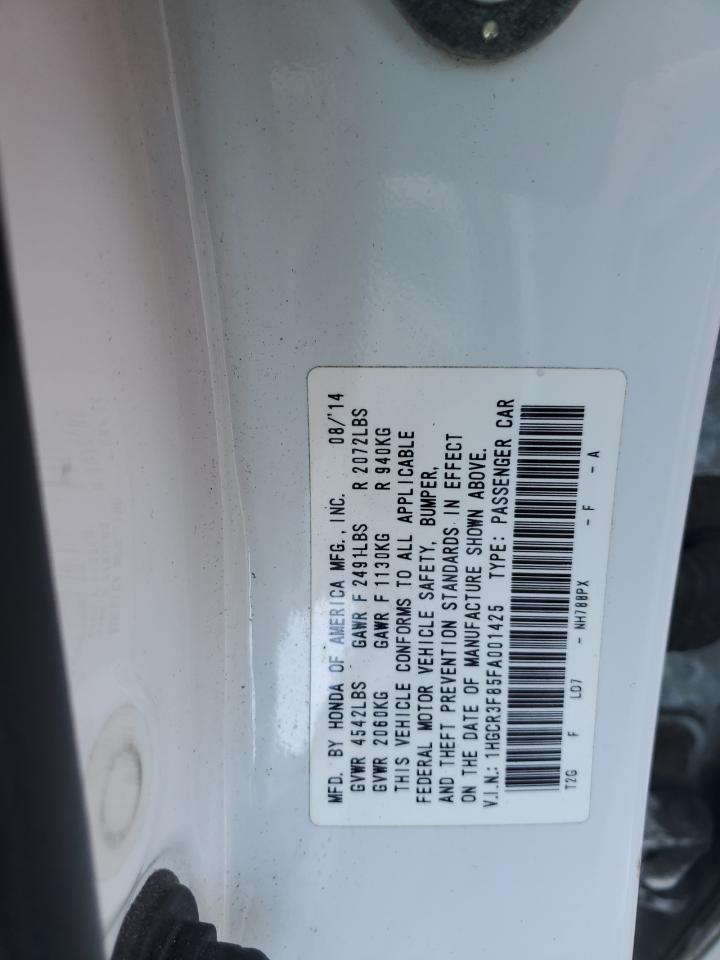 MFD. BY HONDA OF AMERICA MFG., INC. 08/'14
GVWR 4542LBS GAWR F 2491LBS R 2072LBS
GVWR 2060KG GAWR F 1130KG R 940KG
THIS VEHICLE CONFORMS TO ALL APPLICABLE
FEDERAL MOTOR VEHICLE SAFETY, BUMPER,
AND THEFT PREVENTION STANDARDS IN EFFECT
ON THE DATE OF MANUFACTURE SHOWN ABOVE.
V.I.N.: 1HGCR3F85FA001425 TYPE: PASSENGER CAR
T2G F LD7 - NH788PX - F - A